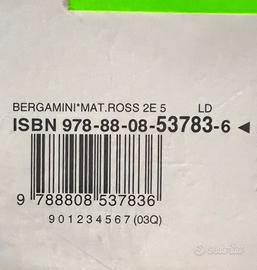 BERGAMINI*MAT.ROSS 2E 5 LD
ISBN 978-88-08-53783-6 ◄
9 788808 537836
9 0 1 2 3 4 5 6 7 (03Q)
subito